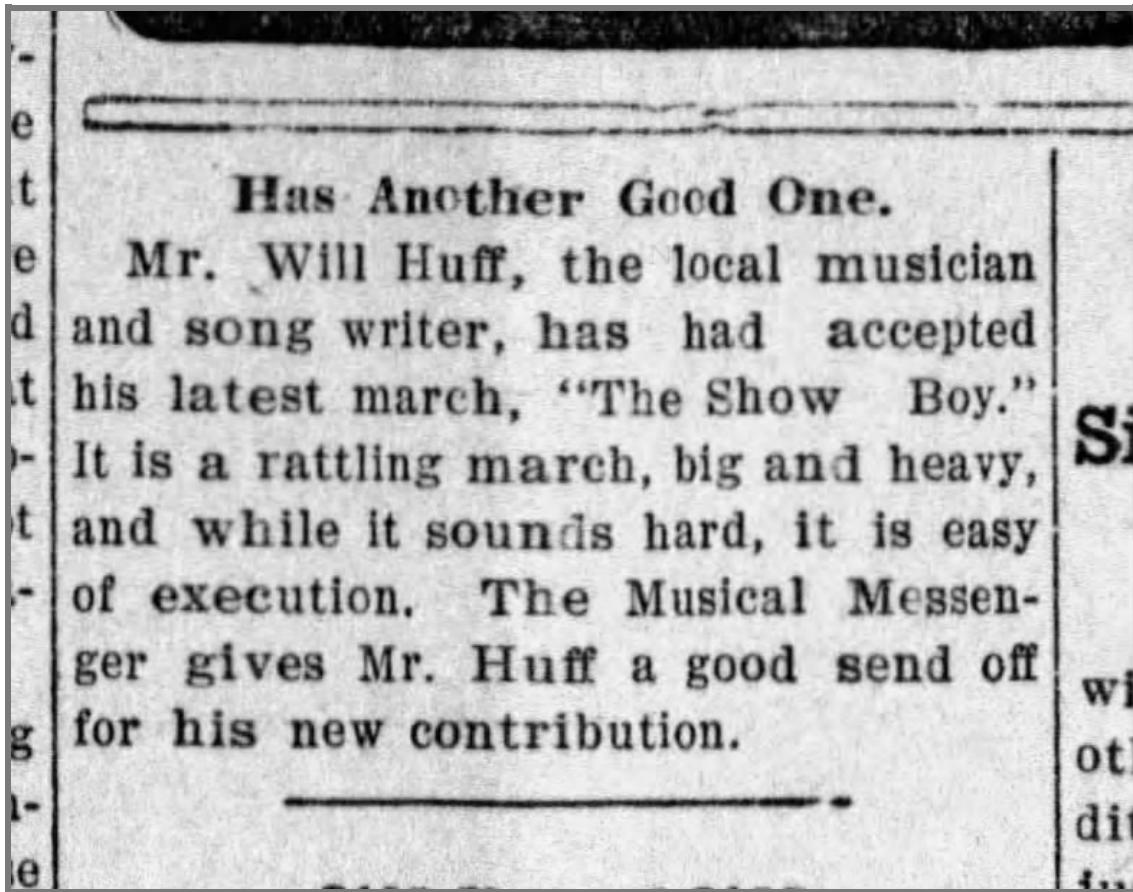 Has Another Good One.
Mr. Will Huff, the local musician
and song writer, has had accepted
his latest march, “The Show Boy.”
It is a rattling march, big and heavy,
and while it sounds hard, it is easy
of execution. The Musical Messen-
ger gives Mr. Huff a good send off
for his new contribution.